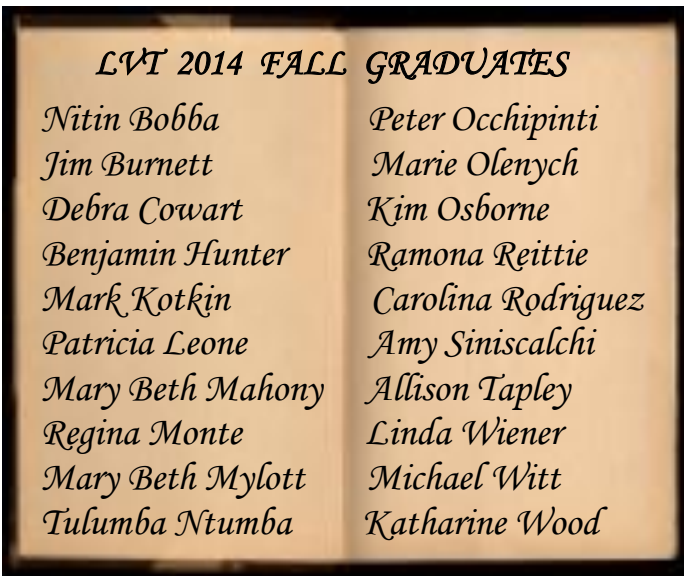 LVT 2014 FALL GRADUATES
Nitin Bobba
Jim Burnett
Debra Cowart
Benjamin Hunter
Mark Kotkin
Patricia Leone
Mary Beth Mahony
Regina Monte
Mary Beth Mylott
Tulumba Ntumba
Peter Occhipinti
Marie Olenych
Kim Osborne
Ramona Reittie
Carolina Rodriguez
Amy Siniscalchi
Allison Tapley
Linda Wiener
Michael Witt
Katharine Wood